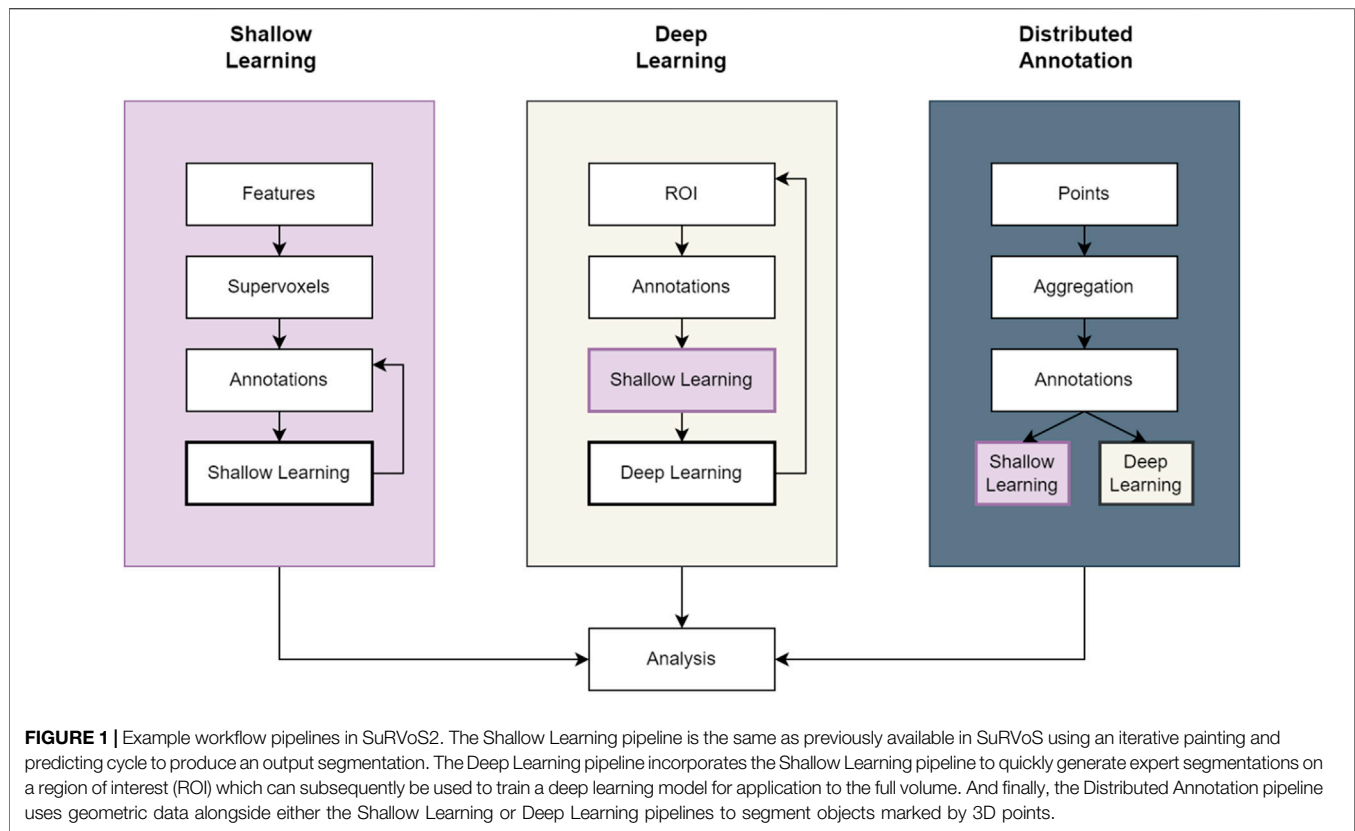 Shallow
Learning
Deep
Learning
Distributed
Annotation
Features
Supervoxels
Annotations
Shallow Learning
ROI
Annotations
Shallow Learning
Deep Learning
Points
Aggregation
Annotations
Shallow
Learning
Deep
Learning
Analysis
FIGURE 1 | Example workflow pipelines in SuRVoS2. The Shallow Learning pipeline is the same as previously available in SuRVoS using an iterative painting and
predicting cycle to produce an output segmentation. The Deep Learning pipeline incorporates the Shallow Learning pipeline to quickly generate expert segmentations on
a region of interest (ROI) which can subsequently be used to train a deep learning model for application to the full volume. And finally, the Distributed Annotation pipeline
uses geometric data alongside either the Shallow Learning or Deep Learning pipelines to segment objects marked by 3D points.